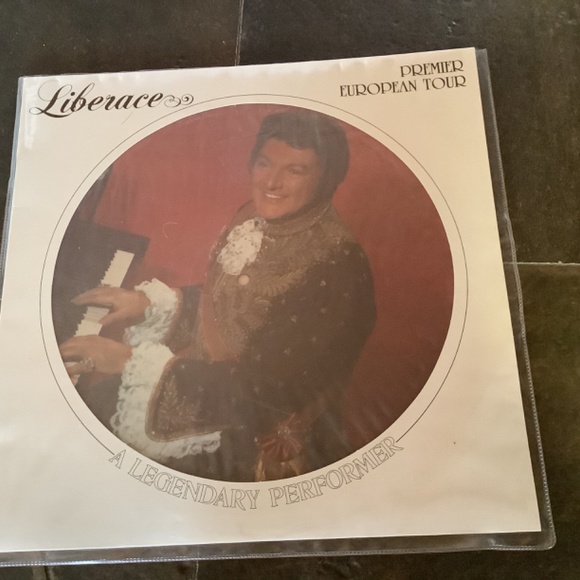 Liberace
PREMIER
EUROPEAN TOUR
A LEGENDARY PERFORMER